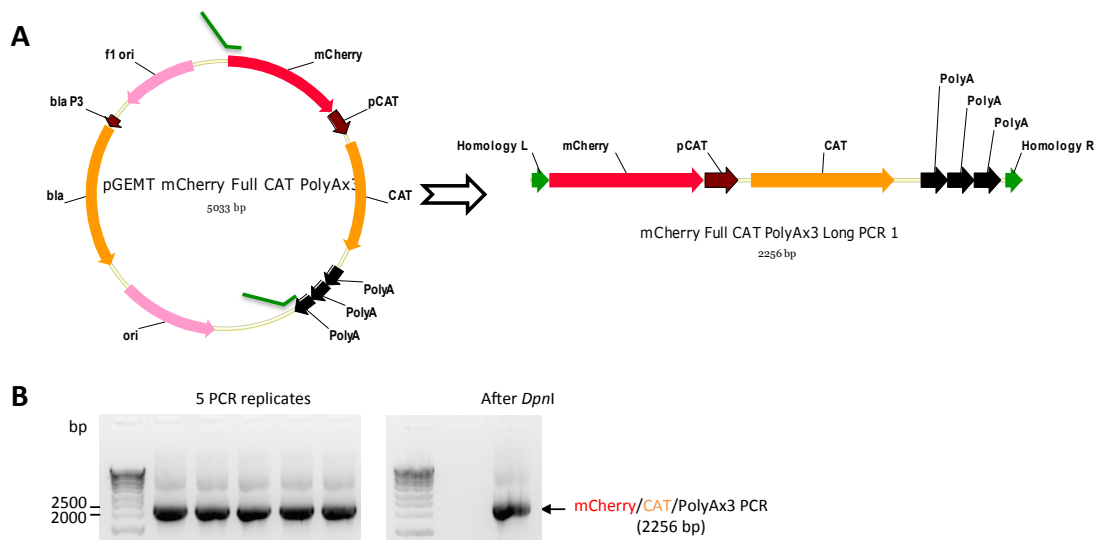 A
f1 ori
mCherry
bla P3
pCAT
pGEMT mCherry Full CAT PolyAx3
5033 bp
bla
CAT
PolyA
PolyA
PolyA
ori
PolyA
PolyA
PolyA
Homology L
mCherry
pCAT
CAT
Homology R
mCherry Full CAT PolyAx3 Long PCR 1
2256 bp
B
5 PCR replicates
After DpnI
bp
2500
2000
mCherry/CAT/PolyAx3 PCR
(2256 bp)